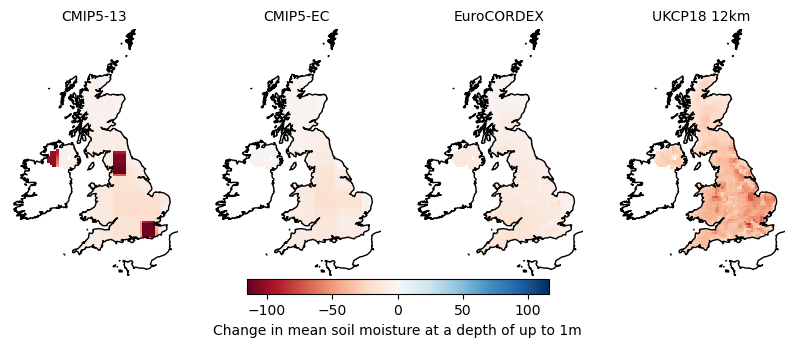 CMIP5-13
CMIP5-EC
EuroCORDEX
UKCP18 12km
−100 −50 0 50 100
Change in mean soil moisture at a depth of up to 1m